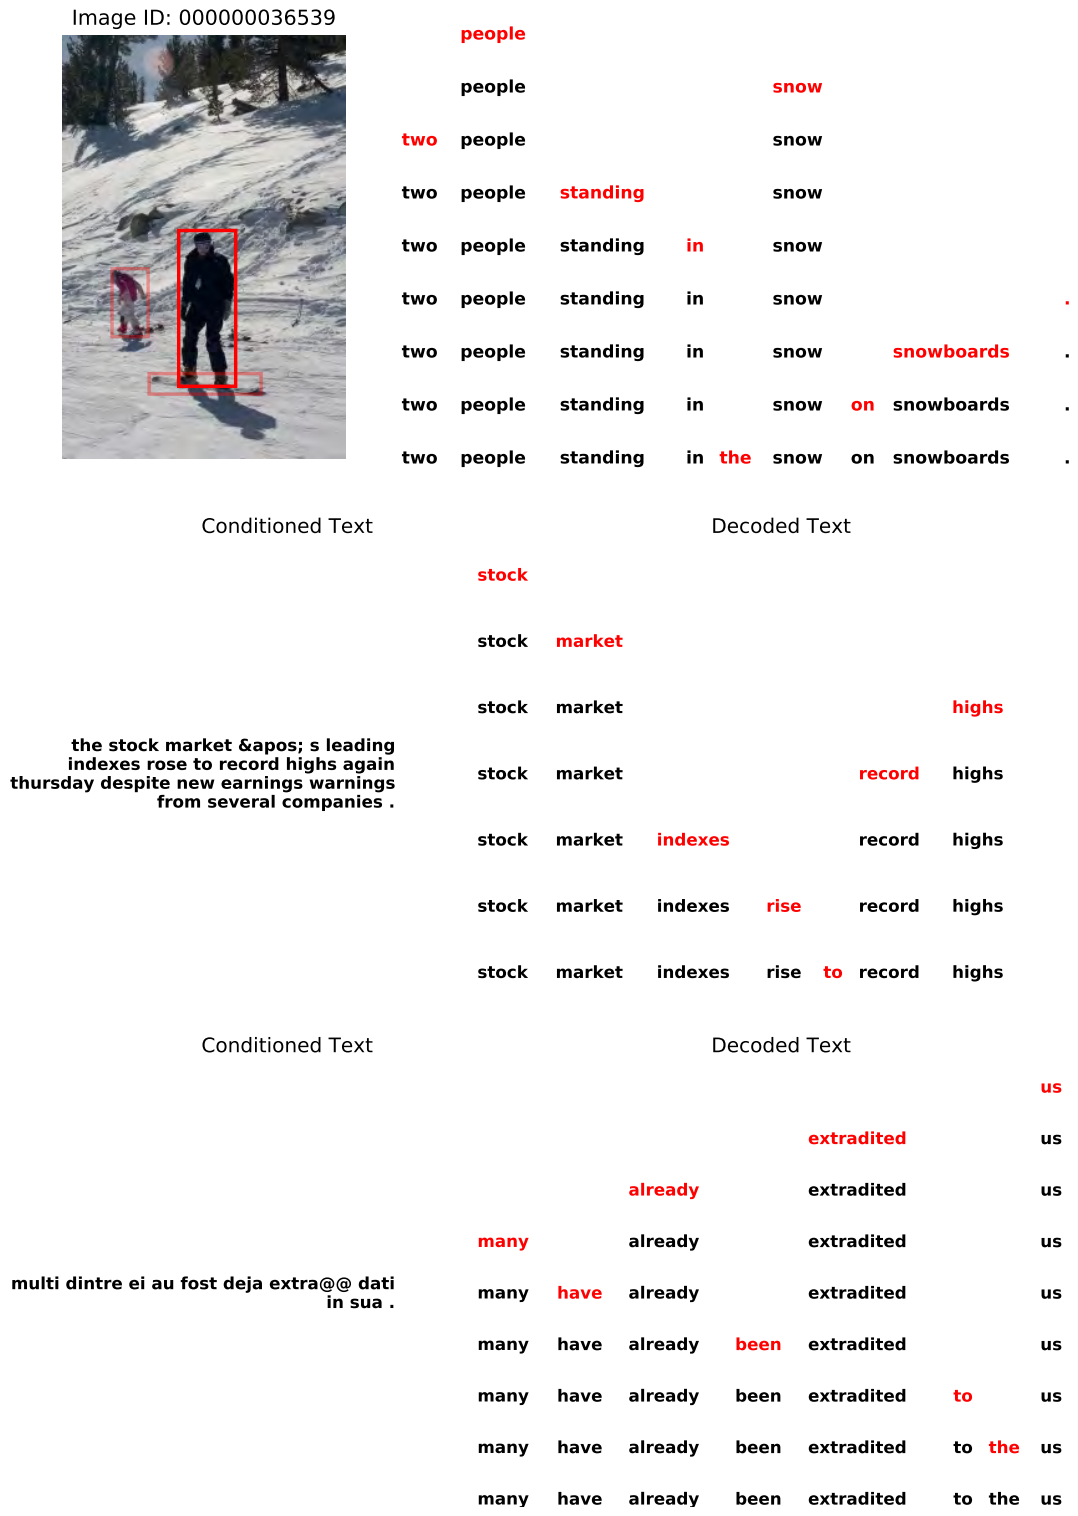 Image ID: 000000036539
people
people snow
two people snow
two people standing snow
two people standing in snow
two people standing in snow .
two people standing in snow snowboards .
two people standing in snow on snowboards .
two people standing in the snow on snowboards .
Conditioned Text Decoded Text
the stock market &apos; s leading
indexes rose to record highs again
thursday despite new earnings warnings
from several companies .
stock
stock market
stock market highs
stock market record highs
stock market indexes record highs
stock market indexes rise record highs
stock market indexes rise to record highs
Conditioned Text Decoded Text
multi dintre ei au fost deja extra@@ dati
in sua .
us
extradited us
already extradited us
many already extradited us
many have already extradited us
many have already been extradited us
many have already been extradited to us
many have already been extradited to the us
many have already been extradited to the us